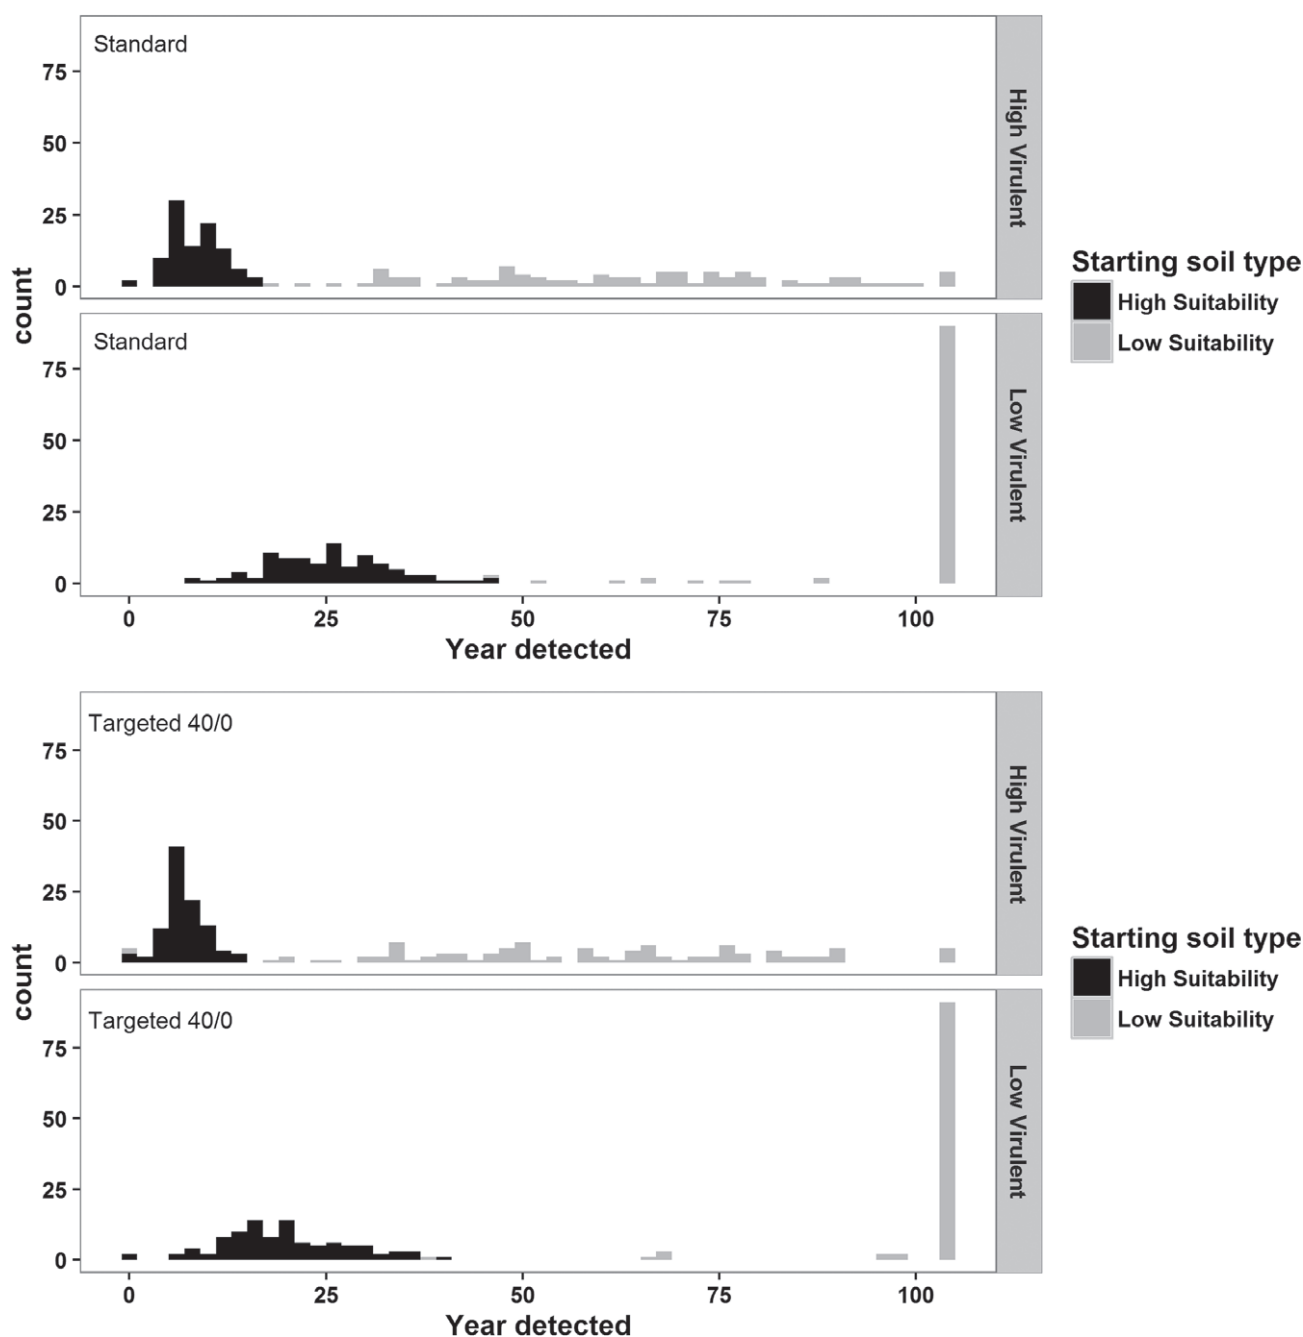 Standard
75
50
25
0
High Virulent
Standard
75
50
25
0
Low Virulent
count
0 25 50 75 100
Year detected
Starting soil type
High Suitability
Low Suitability
Targeted 40/0
75
50
25
0
High Virulent
Targeted 40/0
75
50
25
0
Low Virulent
count
0 25 50 75 100
Year detected
Starting soil type
High Suitability
Low Suitability